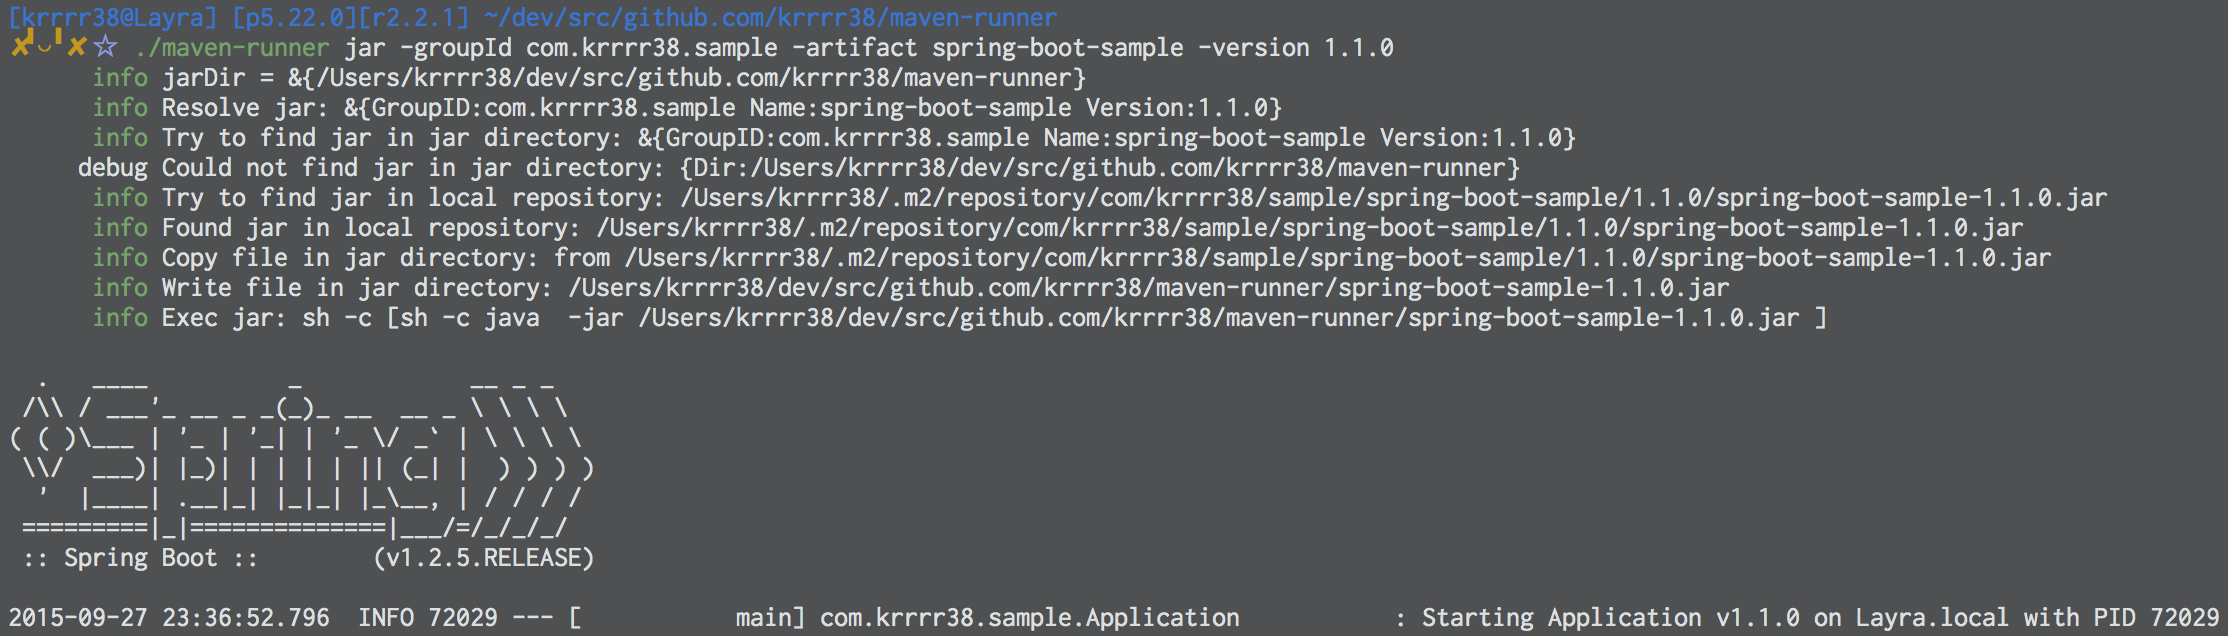 [krrrr38@Layra] [p5.22.0][r2.2.1] ~/dev/src/github.com/krrrr38/maven-runner
✘╹◡╹✘☆ ./maven-runner jar -groupId com.krrrr38.sample -artifact spring-boot-sample -version 1.1.0
      info jarDir = &{/Users/krrrr38/dev/src/github.com/krrrr38/maven-runner}
      info Resolve jar: &{GroupID:com.krrrr38.sample Name:spring-boot-sample Version:1.1.0}
      info Try to find jar in jar directory: &{GroupID:com.krrrr38.sample Name:spring-boot-sample Version:1.1.0}
     debug Could not find jar in jar directory: {Dir:/Users/krrrr38/dev/src/github.com/krrrr38/maven-runner}
      info Try to find jar in local repository: /Users/krrrr38/.m2/repository/com/krrrr38/sample/spring-boot-sample/1.1.0/spring-boot-sample-1.1.0.jar
      info Found jar in local repository: /Users/krrrr38/.m2/repository/com/krrrr38/sample/spring-boot-sample/1.1.0/spring-boot-sample-1.1.0.jar
      info Copy file in jar directory: from /Users/krrrr38/.m2/repository/com/krrrr38/sample/spring-boot-sample/1.1.0/spring-boot-sample-1.1.0.jar
      info Write file in jar directory: /Users/krrrr38/dev/src/github.com/krrrr38/maven-runner/spring-boot-sample-1.1.0.jar
      info Exec jar: sh -c [sh -c java  -jar /Users/krrrr38/dev/src/github.com/krrrr38/maven-runner/spring-boot-sample-1.1.0.jar ]

  .   ____          _            __ _ _
 /\\ / ___'_ __ _ _(_)_ __  __ _ \ \ \ \
( ( )\___ | '_ | '_| | '_ \/ _` | \ \ \ \
 \\/  ___)| |_)| | | | | || (_| |  ) ) ) )
  '  |____| .__|_| |_|_| |_\__, | / / / /
 =========|_|==============|___/=/_/_/_/
 :: Spring Boot ::        (v1.2.5.RELEASE)

2015-09-27 23:36:52.796  INFO 72029 --- [           main] com.krrrr38.sample.Application           : Starting Application v1.1.0 on Layra.local with PID 72029